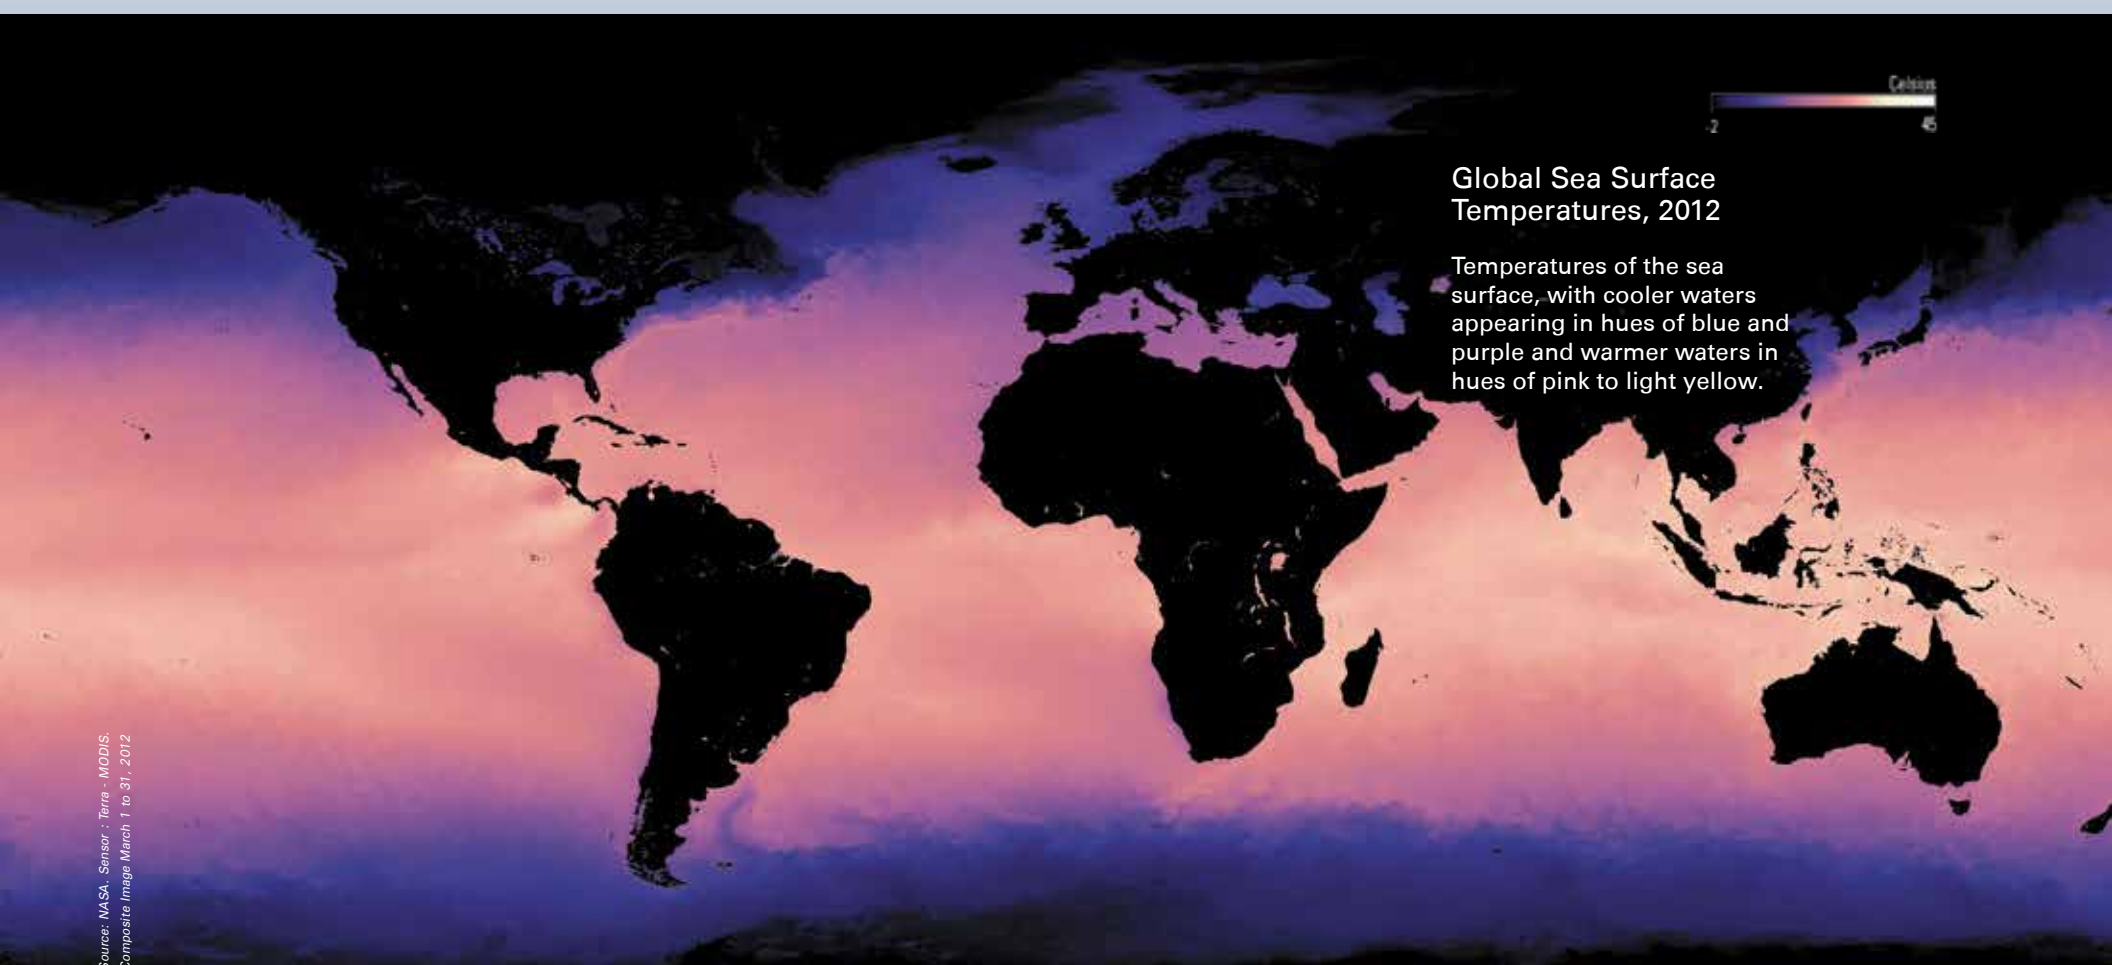 Celsius
-2
45
Global Sea Surface
Temperatures, 2012
Temperatures of the sea
surface, with cooler waters
appearing in hues of blue and
purple and warmer waters in
hues of pink to light yellow.
Source: NASA. Sensor : Terra - MODIS.
Composite Image March 1 to 31, 2012